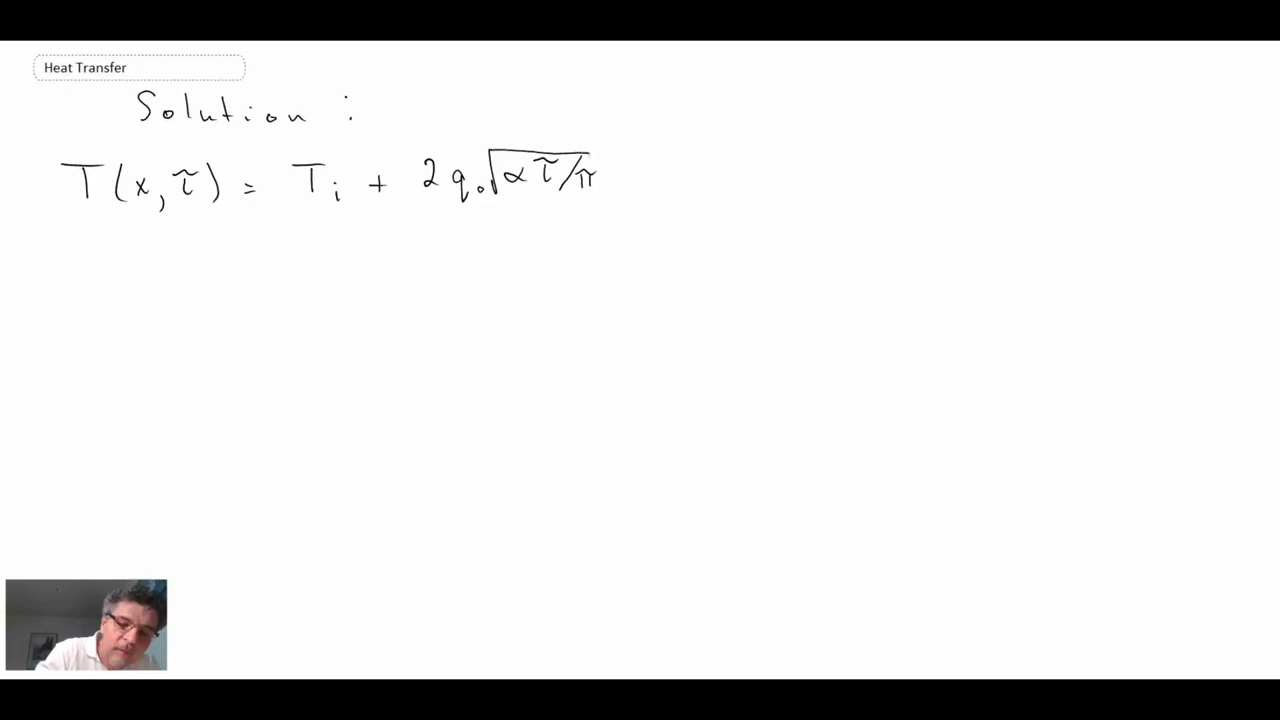 Heat Transfer
Solution :
T(x, τ) = Tᵢ + 2q₀√ατ/π